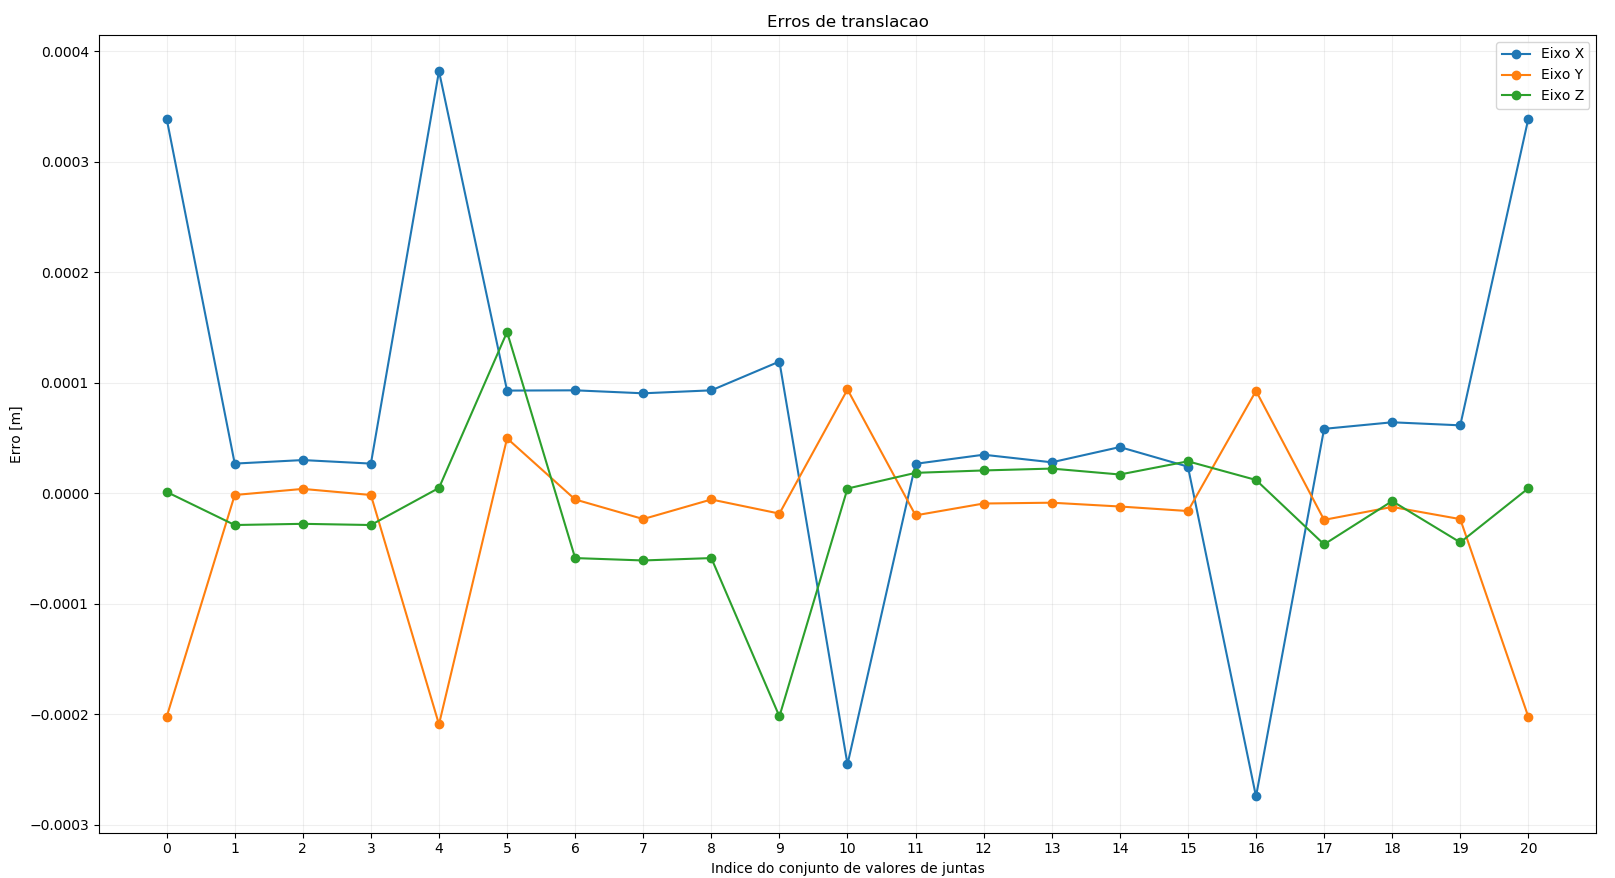 Erros de translacao
Eixo X
Eixo Y
Eixo Z
0.0004
0.0003
0.0002
0.0001
0.0000
−0.0001
−0.0002
−0.0003
Erro [m]
0 1 2 3 4 5 6 7 8 9 10 11 12 13 14 15 16 17 18 19 20
Indice do conjunto de valores de juntas